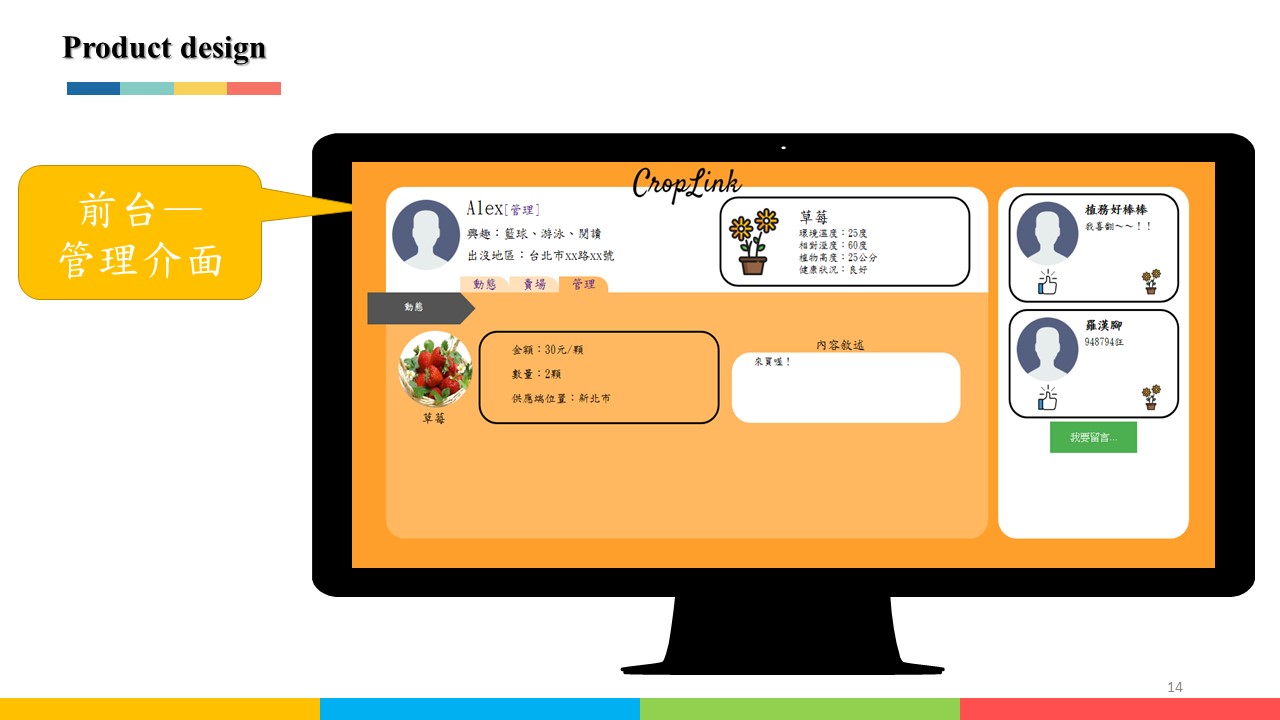 Product design
前台—
管理介面
CropLink
Alex[管理]
興趣：籃球、游泳、閱讀
出沒地區：台北市xx路xx號
草莓
環境溫度：25度
相對溼度：60度
植物高度：25公分
健康狀況：良好
動態 賣場 管理
動態
草莓
金額：30元/顆
數量：2顆
供應端位置：新北市
內容敘述
來買喔！
植務好棒棒
我喜翻～～！！
羅漢腳
948794狂
我要留言...
14